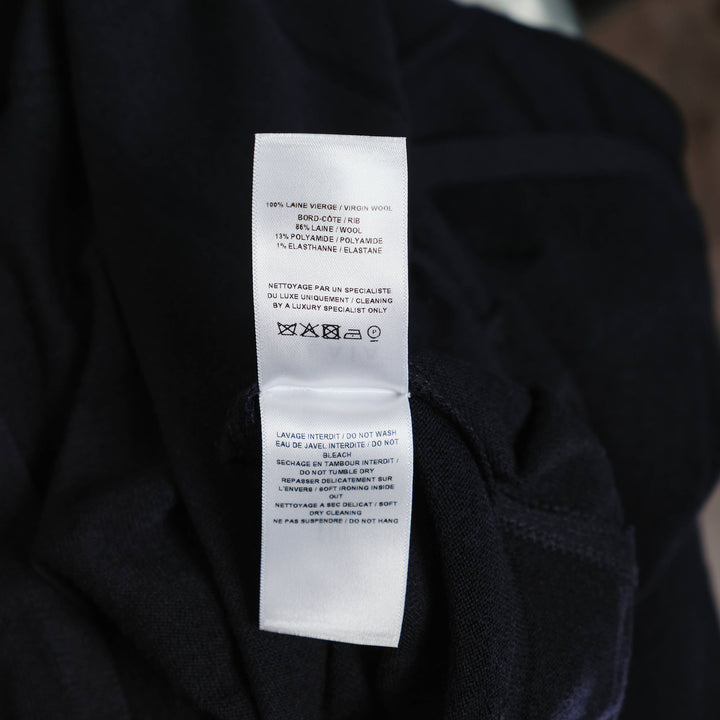 100% LAINE VIERGE / VIRGIN WOOL
BORD-CÔTE / RIB
86% LAINE / WOOL
13% POLYAMIDE / POLYAMIDE
1% ELASTHANNE / ELASTANE
NETTOYAGE PAR UN SPECIALISTE
DU LUXE UNIQUEMENT / CLEANING
BY A LUXURY SPECIALIST ONLY
P
LAVAGE INTERDIT / DO NOT WASH
EAU DE JAVEL INTERDITE / DO NOT
BLEACH
SECHAGE EN TAMBOUR INTERDIT /
DO NOT TUMBLE DRY
REPASSER DELICATEMENT SUR
L'ENVERS / SOFT IRONING INSIDE
OUT
NETTOYAGE A SEC DELICAT / SOFT
DRY CLEANING
NE PAS SUSPENDRE / DO NOT HANG